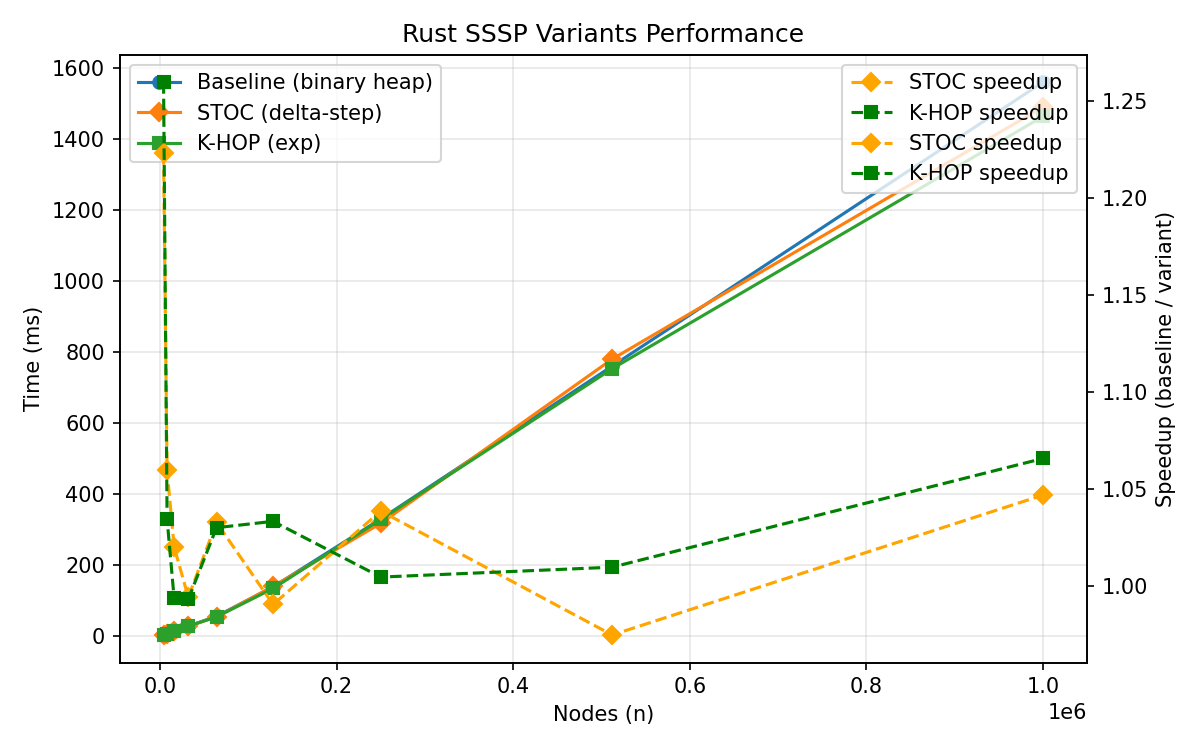 Rust SSSP Variants Performance
Baseline (binary heap)
STOC (delta-step)
K-HOP (exp)
STOC speedup
K-HOP speedup
STOC speedup
K-HOP speedup
Time (ms)
1600
1400
1200
1000
800
600
400
200
0
Speedup (baseline / variant)
1.25
1.20
1.15
1.10
1.05
1.00
0.0
0.2
0.4
0.6
0.8
1.0
1e6
Nodes (n)